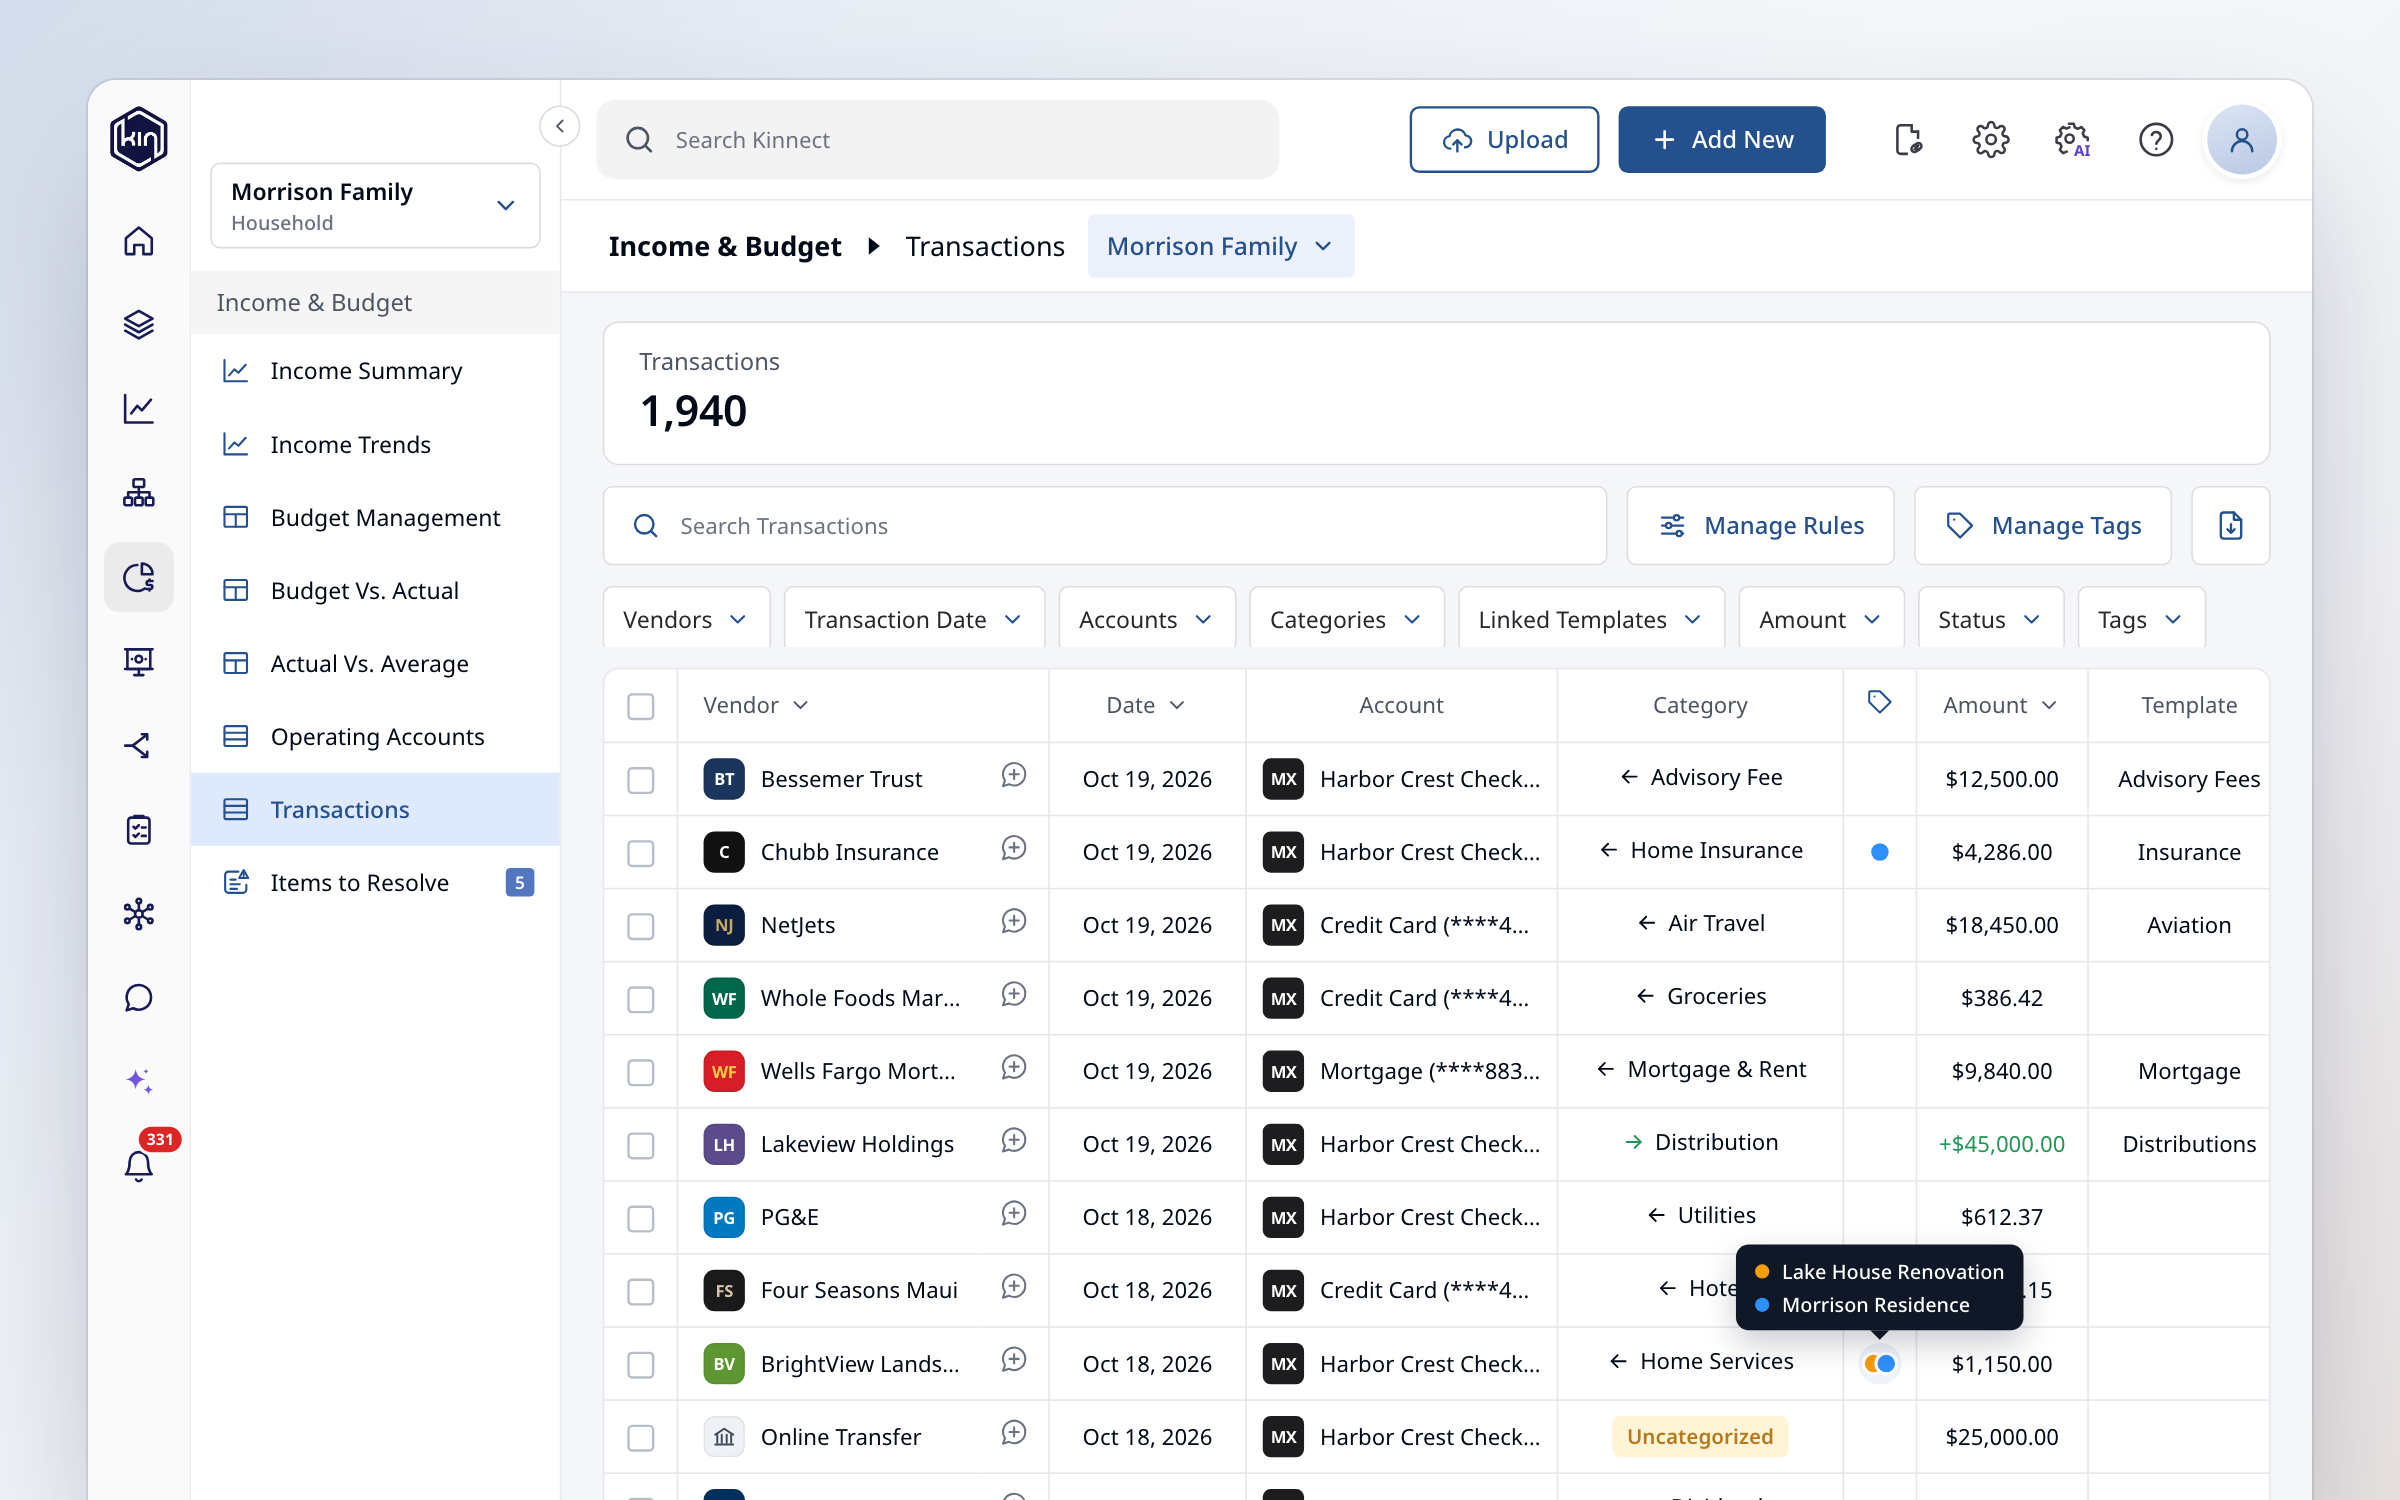 kin
Search Kinnect
Upload
Add New
AI
Morrison Family
Household
Income & Budget
Transactions
Morrison Family
Income & Budget
Income Summary
Income Trends
Budget Management
Budget Vs. Actual
Actual Vs. Average
Operating Accounts
Transactions
Items to Resolve
5
331
Transactions
1,940
Search Transactions
Manage Rules
Manage Tags
Vendors
Transaction Date
Accounts
Categories
Linked Templates
Amount
Status
Tags
Vendor Date Account Category Amount Template
BT Bessemer Trust Oct 19, 2026 MX Harbor Crest Check... Advisory Fee $12,500.00 Advisory Fees
C Chubb Insurance Oct 19, 2026 MX Harbor Crest Check... Home Insurance $4,286.00 Insurance
NJ NetJets Oct 19, 2026 MX Credit Card (****4... Air Travel $18,450.00 Aviation
WF Whole Foods Mar... Oct 19, 2026 MX Credit Card (****4... Groceries $386.42
WF Wells Fargo Mort... Oct 19, 2026 MX Mortgage (****883... Mortgage & Rent $9,840.00 Mortgage
LH Lakeview Holdings Oct 19, 2026 MX Harbor Crest Check... Distribution +$45,000.00 Distributions
PG PG&E Oct 18, 2026 MX Harbor Crest Check... Utilities $612.37
Lake House Renovation
Morrison Residence
FS Four Seasons Maui Oct 18, 2026 MX Credit Card (****4... Hote .15
BV BrightView Lands... Oct 18, 2026 MX Harbor Crest Check... Home Services $1,150.00
Online Transfer Oct 18, 2026 MX Harbor Crest Check... Uncategorized $25,000.00